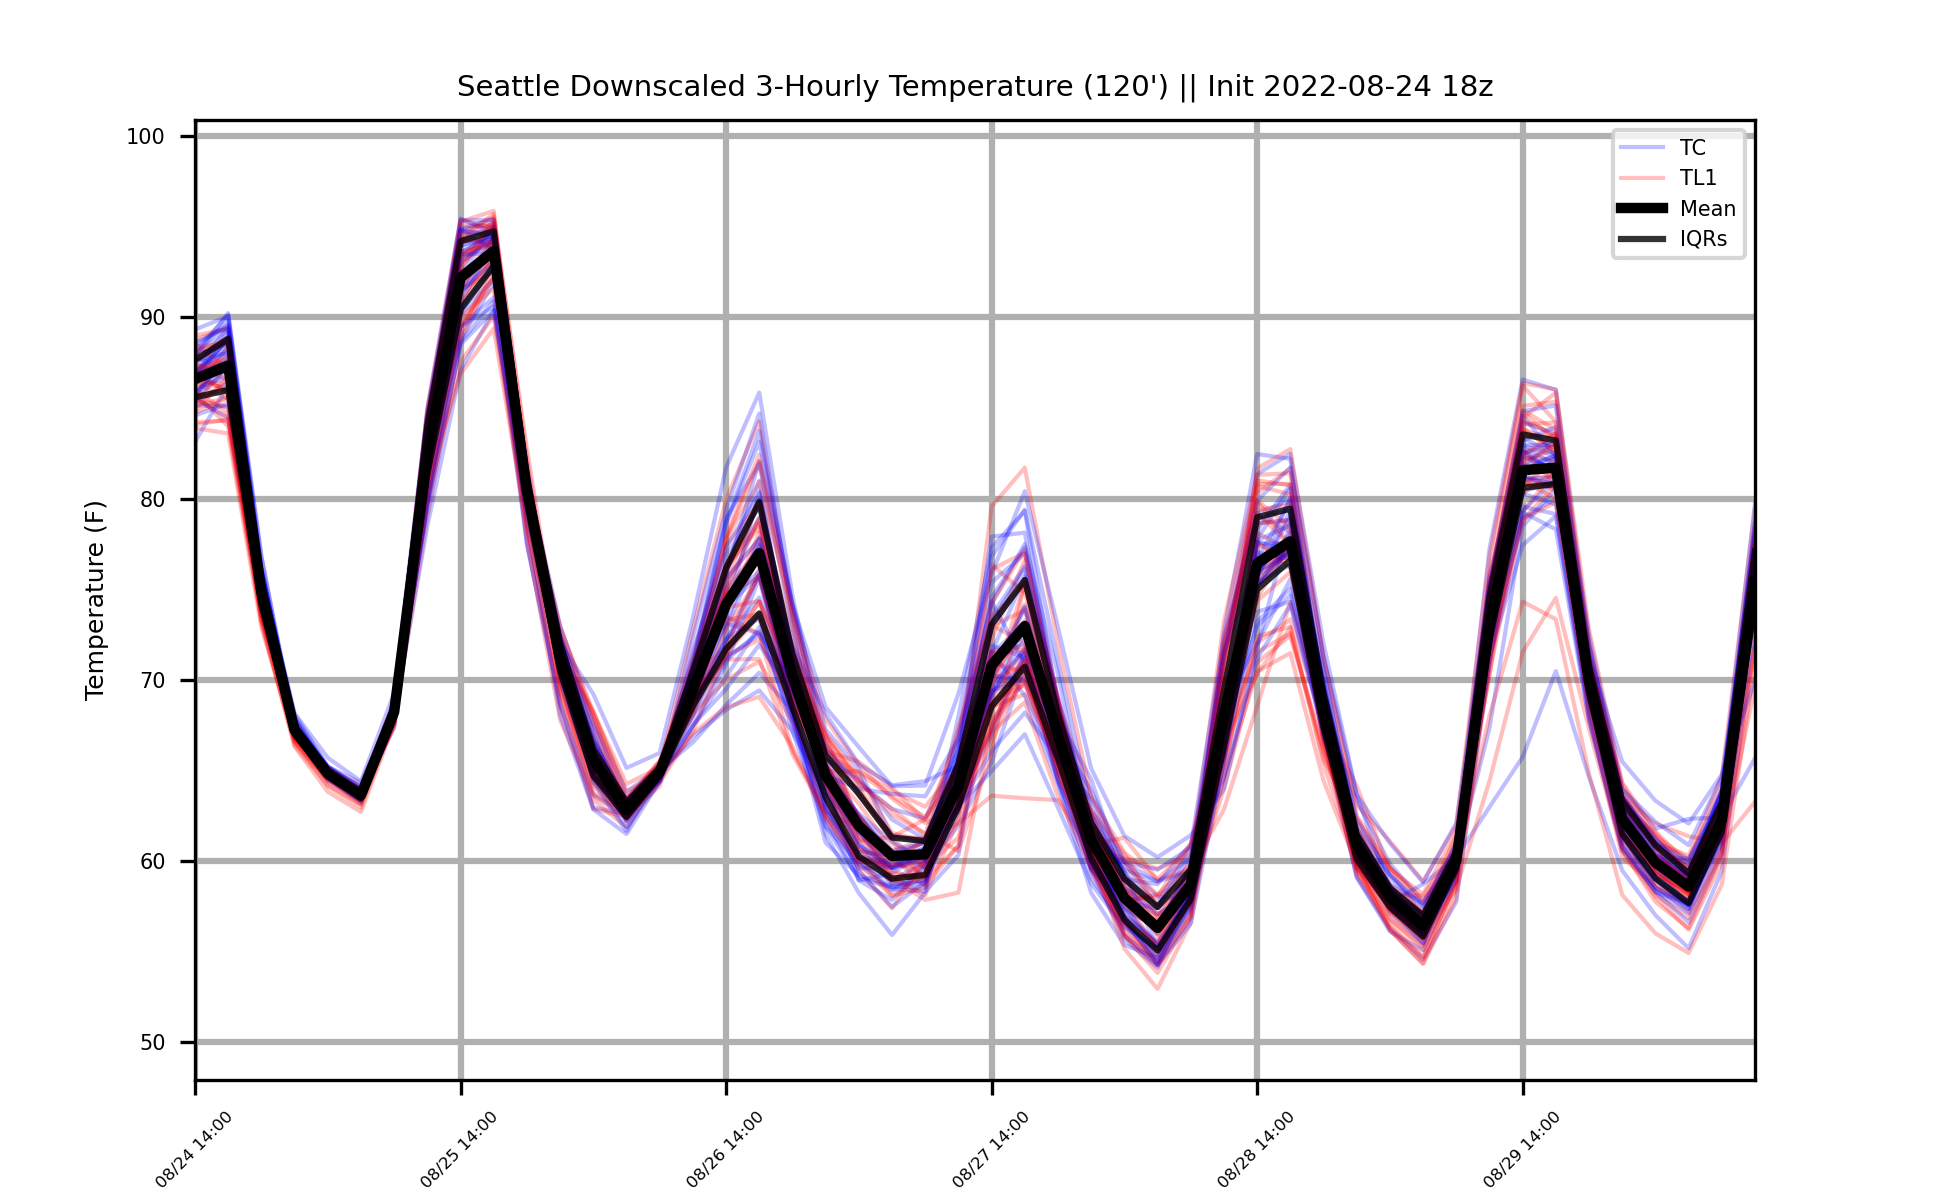 Seattle Downscaled 3-Hourly Temperature (120') || Init 2022-08-24 18z
100
90
80
70
60
50
Temperature (F)
TC
TL1
Mean
IQRs
08/24 14:00
08/25 14:00
08/26 14:00
08/27 14:00
08/28 14:00
08/29 14:00